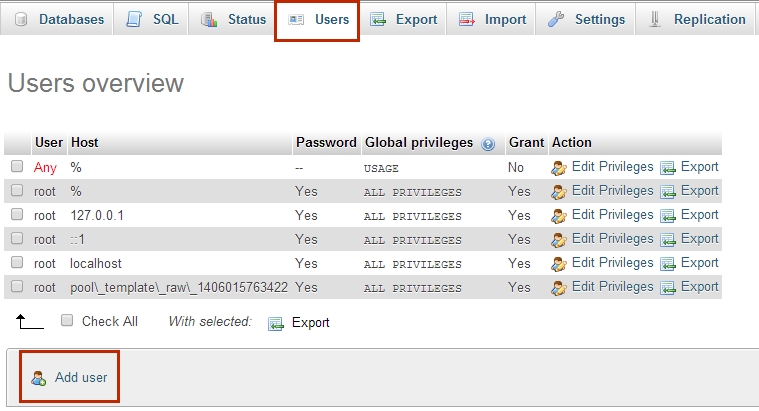 Databases SQL Status Users Export Import Settings Replication
Users overview
User Host Password Global privileges Grant Action
Any % -- USAGE No Edit Privileges Export
root % Yes ALL PRIVILEGES Yes Edit Privileges Export
root 127.0.0.1 Yes ALL PRIVILEGES Yes Edit Privileges Export
root ::1 Yes ALL PRIVILEGES Yes Edit Privileges Export
root localhost Yes ALL PRIVILEGES Yes Edit Privileges Export
root pool\_template\_raw\_1406015763422 Yes ALL PRIVILEGES Yes Edit Privileges Export
Check All With selected: Export
Add user